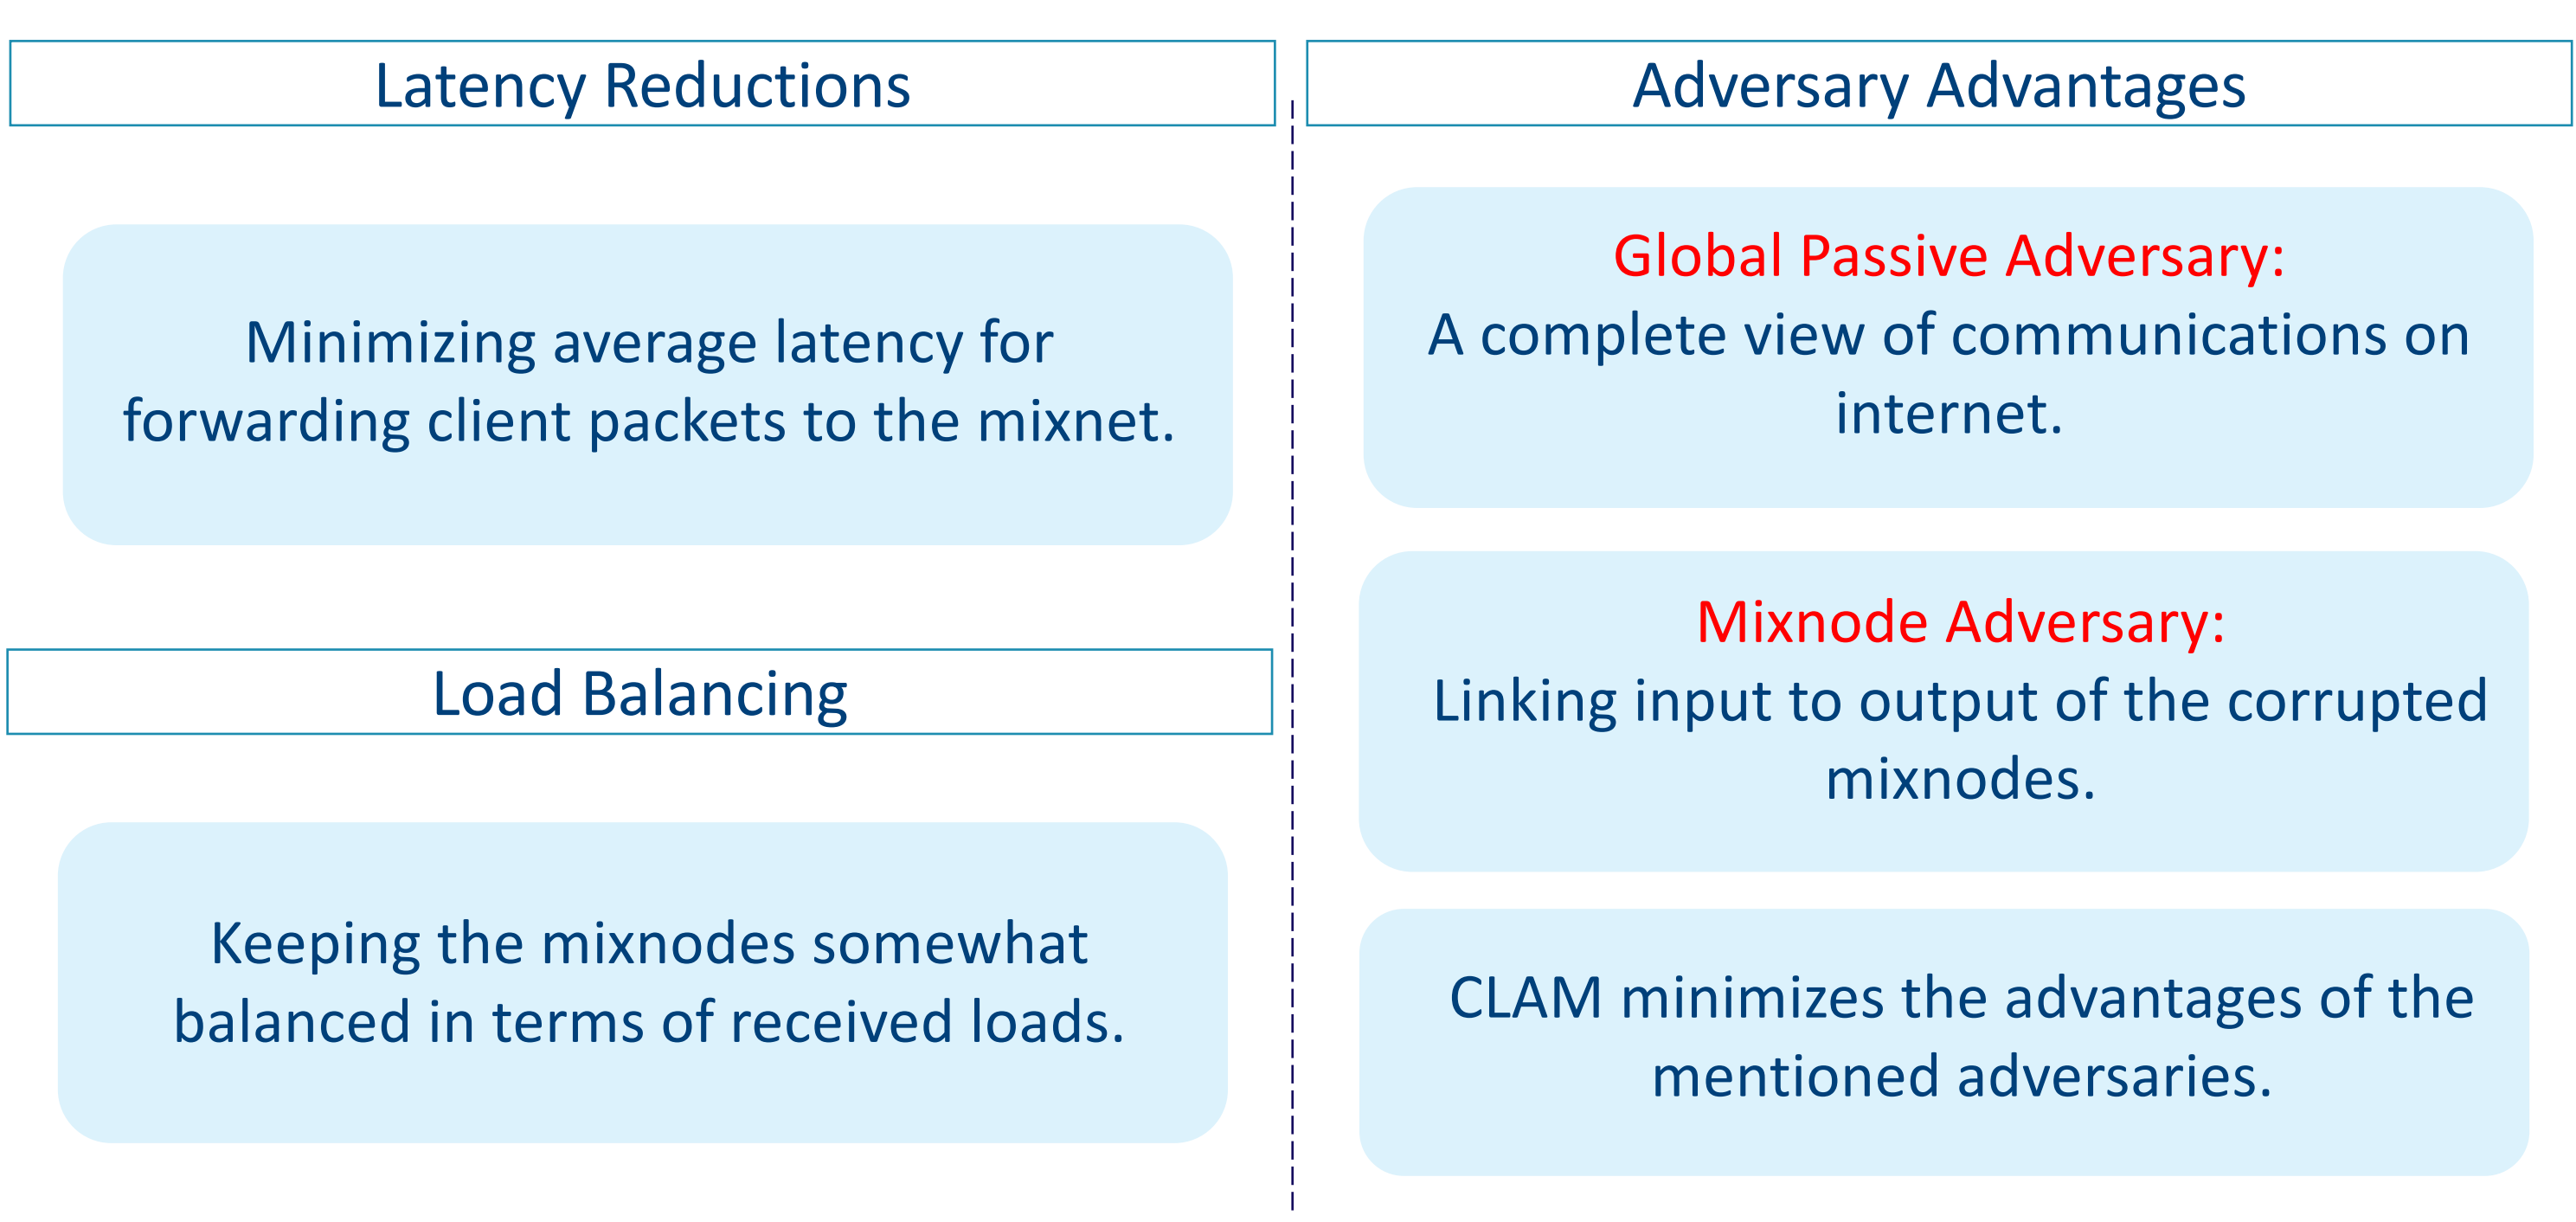 Latency Reductions
Minimizing average latency for
forwarding client packets to the mixnet.
Load Balancing
Keeping the mixnodes somewhat
balanced in terms of received loads.
Adversary Advantages
Global Passive Adversary:
A complete view of communications on
internet.
Mixnode Adversary:
Linking input to output of the corrupted
mixnodes.
CLAM minimizes the advantages of the
mentioned adversaries.